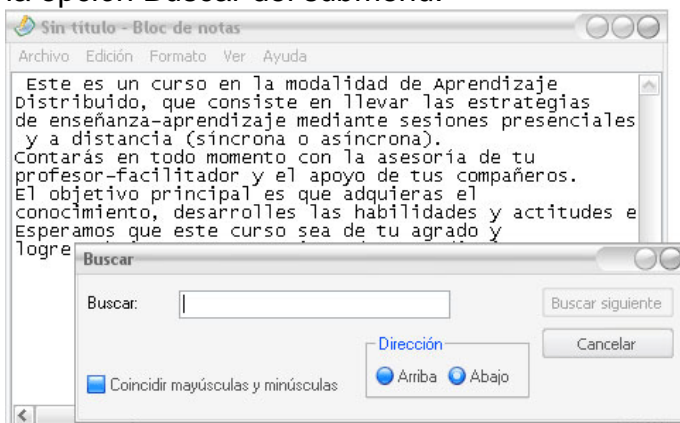 la opción Buscar del submenú.
Sin título - Bloc de notas
Archivo Edición Formato Ver Ayuda
Este es un curso en la modalidad de Aprendizaje
Distribuido, que consiste en llevar las estrategias
de enseñanza-aprendizaje mediante sesiones presenciales
y a distancia (síncrona o asíncrona).
Contarás en todo momento con la asesoría de tu
profesor-facilitador y el apoyo de tus compañeros.
El objetivo principal es que adquieras el
conocimiento, desarrolles las habilidades y actitudes e
Esperamos que este curso sea de tu agrado y
logre
Buscar
Buscar:
Buscar siguiente
Dirección
Cancelar
Coincidir mayúsculas y minúsculas
Arriba Abajo